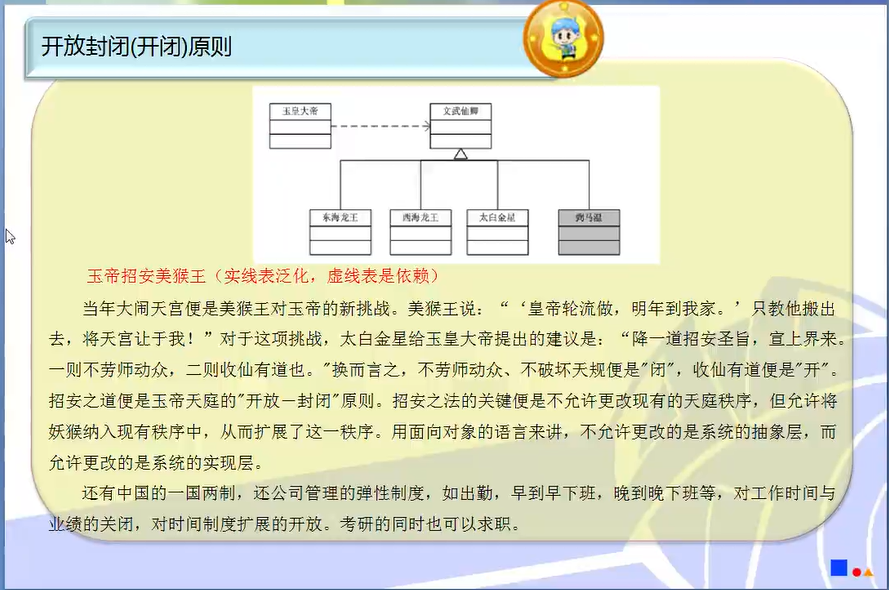 开放封闭(开闭)原则
玉皇大帝
文武仙卿
东海龙王
西海龙王
太白金星
弼马温
玉帝招安美猴王（实线表泛化，虚线表是依赖）
当年大闹天宫便是美猴王对玉帝的新挑战。美猴王说：“‘皇帝轮流做，明年到我家。’只教他搬出
去，将天宫让于我！”对于这项挑战，太白金星给玉皇大帝提出的建议是：“降一道招安圣旨，宣上界来。
一则不劳师动众，二则收仙有道也。"换而言之，不劳师动众、不破坏天规便是"闭"，收仙有道便是"开"。
招安之道便是玉帝天庭的"开放－封闭"原则。招安之法的关键便是不允许更改现有的天庭秩序，但允许将
妖猴纳入现有秩序中，从而扩展了这一秩序。用面向对象的语言来讲，不允许更改的是系统的抽象层，而
允许更改的是系统的实现层。
还有中国的一国两制，还公司管理的弹性制度，如出勤，早到早下班，晚到晚下班等，对工作时间与
业绩的关闭，对时间制度扩展的开放。考研的同时也可以求职。